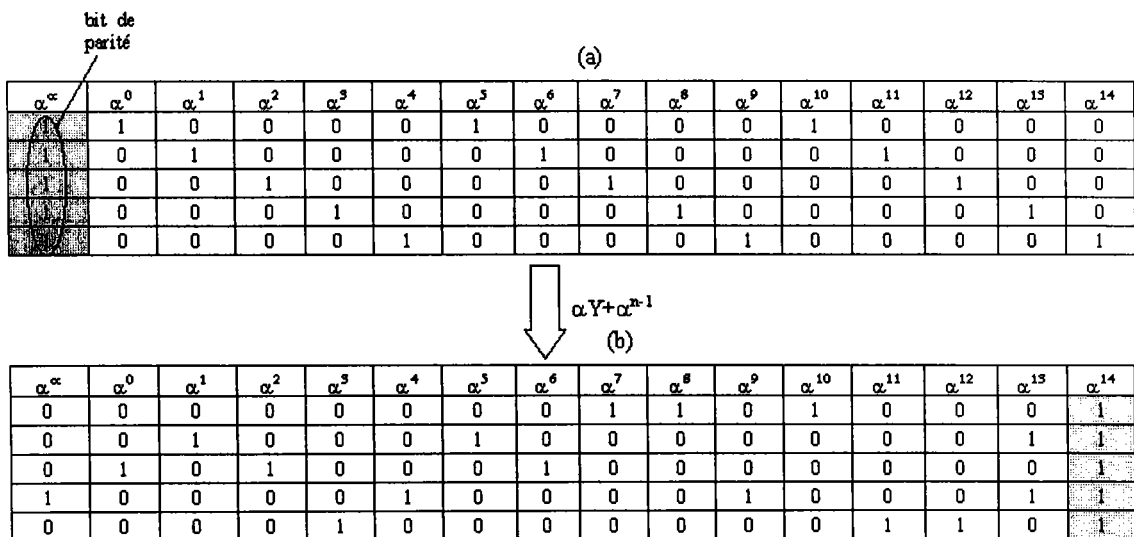 bit de
parité
(a)
α^∝ α^0 α^1 α^2 α^3 α^4 α^5 α^6 α^7 α^8 α^9 α^10 α^11 α^12 α^13 α^14
1 1 0 0 0 0 1 0 0 0 0 1 0 0 0 0
1 0 1 0 0 0 0 1 0 0 0 0 1 0 0 0
1 0 0 1 0 0 0 0 1 0 0 0 0 1 0 0
1 0 0 0 1 0 0 0 0 1 0 0 0 0 1 0
1 0 0 0 0 1 0 0 0 0 1 0 0 0 0 1
αY+α^n-1
(b)
α^∝ α^0 α^1 α^2 α^3 α^4 α^5 α^6 α^7 α^8 α^9 α^10 α^11 α^12 α^13 α^14
0 0 0 0 0 0 0 0 1 1 0 1 0 0 0 1
0 0 1 0 0 0 1 0 0 0 0 0 0 0 1 1
0 1 0 1 0 0 0 1 0 0 0 0 0 0 0 1
1 0 0 0 0 1 0 0 0 0 1 0 0 0 1 1
0 0 0 0 1 0 0 0 0 0 0 0 1 1 0 1